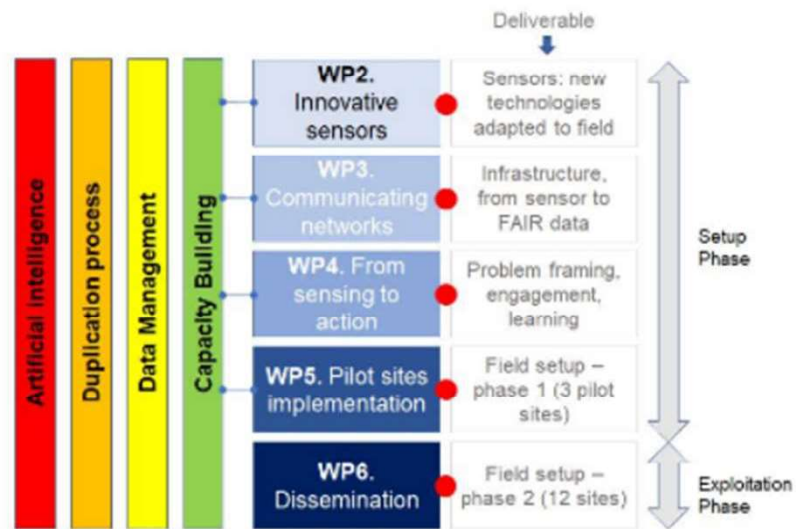 Deliverable
Artificial intelligence
Duplication process
Data Management
Capacity Building
WP2.
Innovative
sensors
Sensors: new
technologies
adapted to field
WP3.
Communicating
networks
Infrastructure,
from sensor to
FAIR data
WP4. From
sensing to
action
Problem framing,
engagement,
learning
WP5. Pilot sites
implementation
Field setup –
phase 1 (3 pilot
sites)
WP6.
Dissemination
Field setup –
phase 2 (12 sites)
Setup
Phase
Exploitation
Phase